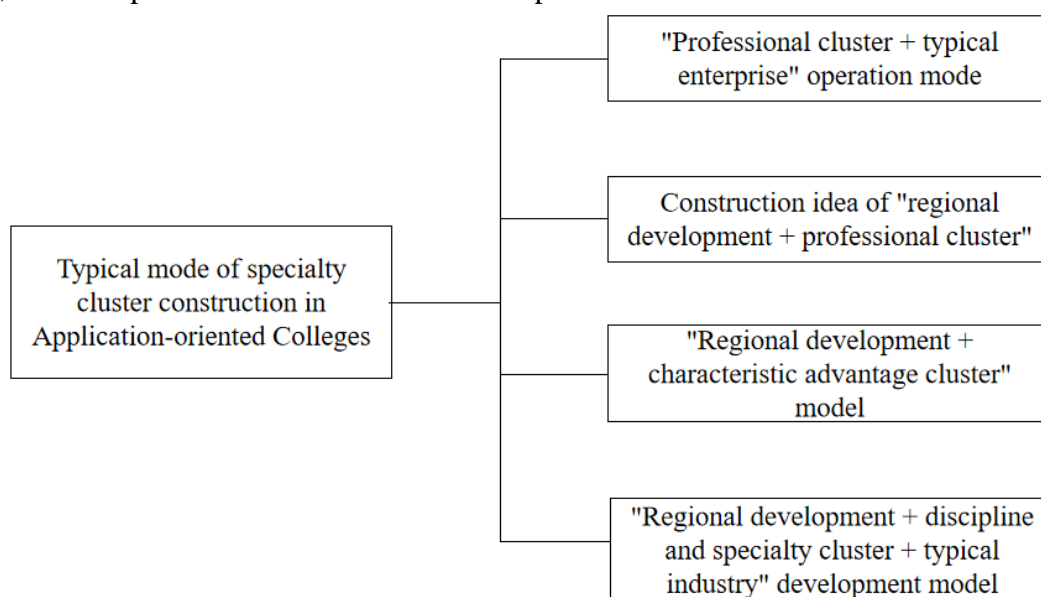 "Professional cluster + typical
enterprise" operation mode
Construction idea of "regional
development + professional cluster"
Typical mode of specialty
cluster construction in
Application-oriented Colleges
"Regional development +
characteristic advantage cluster"
model
"Regional development + discipline
and specialty cluster + typical
industry" development model